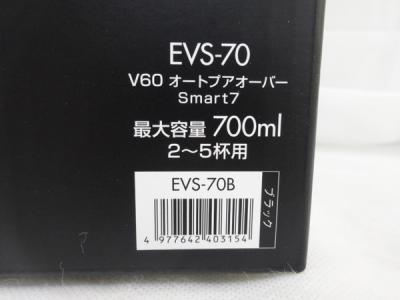 EVS-70
V60 オートプアオーバー
Smart7
最大容量 700ml
2～5杯用
EVS-70B
ブラック
4 977642 403154